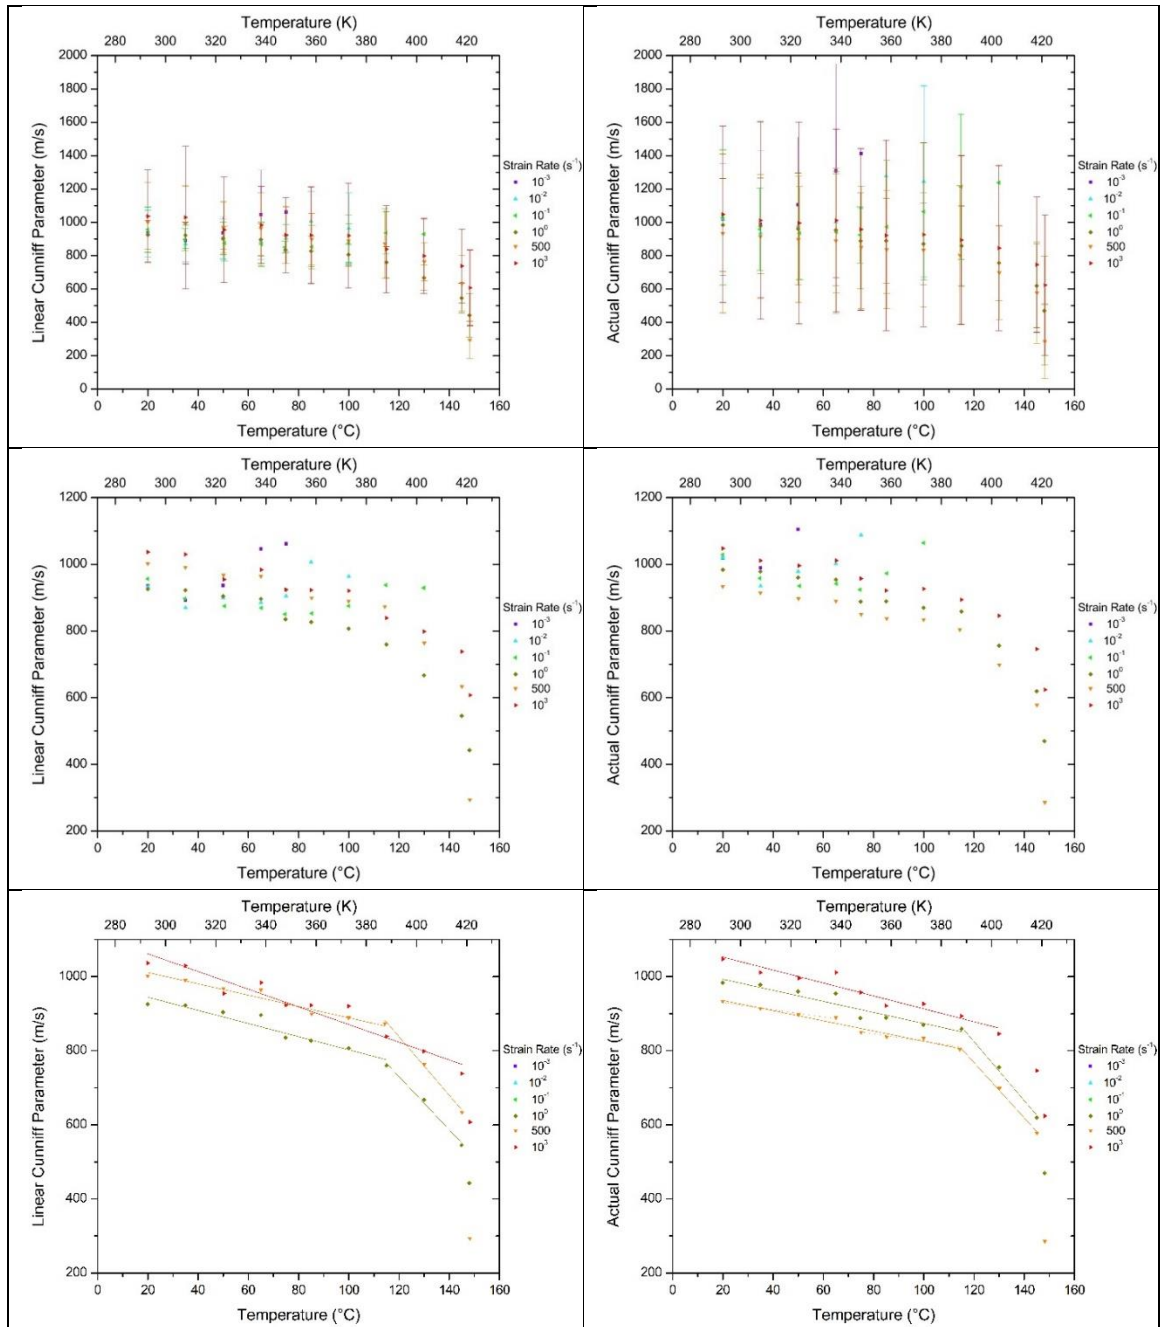 Temperature (K)
280 300 320 340 360 380 400 420
2000
1800
1600
1400
1200
1000
800
600
400
200
0
Linear Cunniff Parameter (m/s)
0 20 40 60 80 100 120 140 160
Temperature (°C)
Strain Rate (s⁻¹)
10⁻³
10⁻²
10⁻¹
10⁰
500
10³
Temperature (K)
280 300 320 340 360 380 400 420
2000
1800
1600
1400
1200
1000
800
600
400
200
0
Actual Cunniff Parameter (m/s)
0 20 40 60 80 100 120 140 160
Temperature (°C)
Strain Rate (s⁻¹)
10⁻³
10⁻²
10⁻¹
10⁰
500
10³
Temperature (K)
280 300 320 340 360 380 400 420
1200
1000
800
600
400
200
Linear Cunniff Parameter (m/s)
0 20 40 60 80 100 120 140 160
Temperature (°C)
Strain Rate (s⁻¹)
10⁻³
10⁻²
10⁻¹
10⁰
500
10³
Temperature (K)
280 300 320 340 360 380 400 420
1200
1000
800
600
400
200
Actual Cunniff Parameter (m/s)
0 20 40 60 80 100 120 140 160
Temperature (°C)
Strain Rate (s⁻¹)
10⁻³
10⁻²
10⁻¹
10⁰
500
10³
Temperature (K)
280 300 320 340 360 380 400 420
1000
800
600
400
200
Linear Cunniff Parameter (m/s)
0 20 40 60 80 100 120 140 160
Temperature (°C)
Strain Rate (s⁻¹)
10⁻³
10⁻²
10⁻¹
10⁰
500
10³
Temperature (K)
280 300 320 340 360 380 400 420
1000
800
600
400
200
Actual Cunniff Parameter (m/s)
0 20 40 60 80 100 120 140 160
Temperature (°C)
Strain Rate (s⁻¹)
10⁻³
10⁻²
10⁻¹
10⁰
500
10³